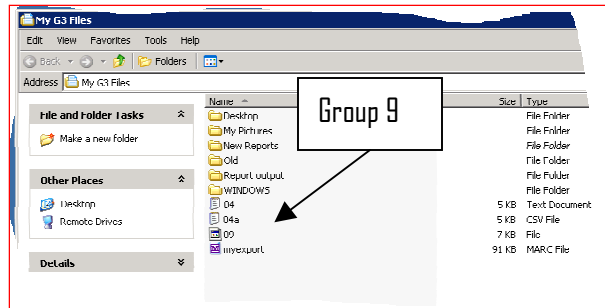 My G3 Files
Edit View Favorites Tools Help
Back Folders
Address My G3 Files
Name Size Type
File and Folder Tasks
Make a new folder
Other Places
Desktop
Remote Drives
Details
Desktop File Folder
My Pictures File Folder
New Reports File Folder
Old File Folder
Report output File Folder
WINDOWS File Folder
04 5 KB Text Document
04a 5 KB CSV File
09 7 KB File
myexport 91 KB MARC File
Group 9